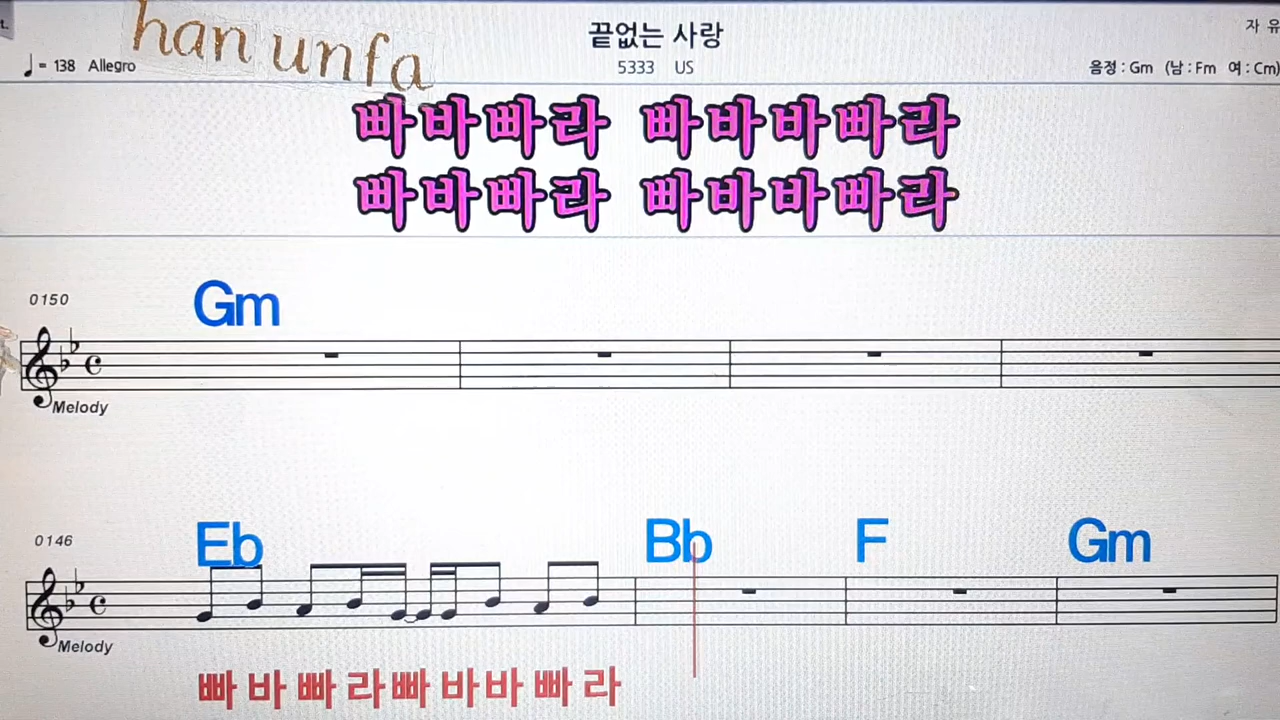 t.
han unfa
끝없는 사랑
자 유
♩= 138 Allegro
5333 US
음정 : Gm (남 : Fm 여 : Cm)
빠바빠라 빠바바빠라
빠바빠라 빠바바빠라
Gm
0150
Melody
Eb Bb F Gm
0146
Melody
빠 바 빠 라 빠 바 바 빠 라